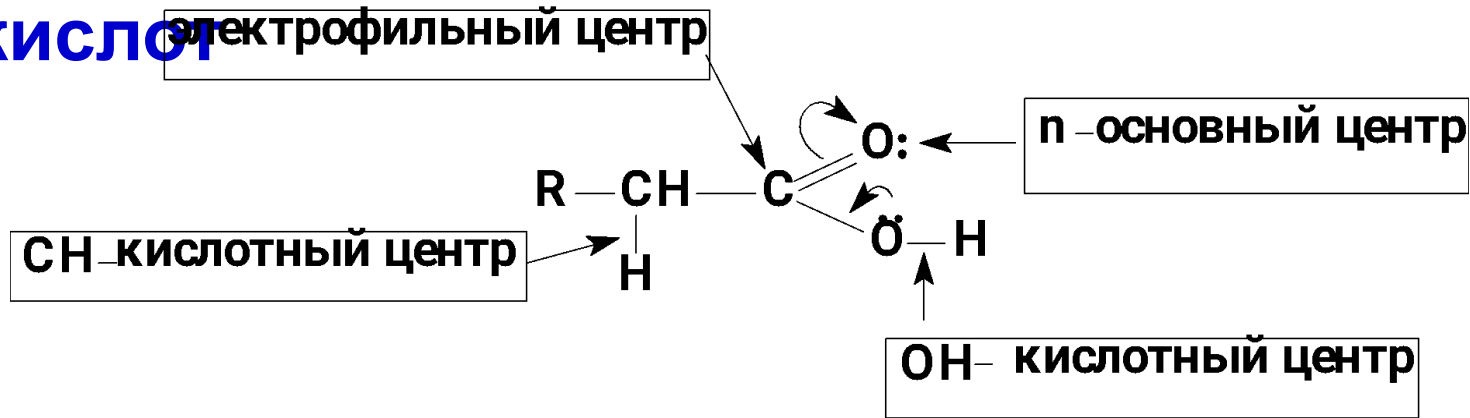 кислот
электрофильный центр
O:
n –основный центр
R — CH — C
Ö — H
CH–кислотный центр
H
OH– кислотный центр